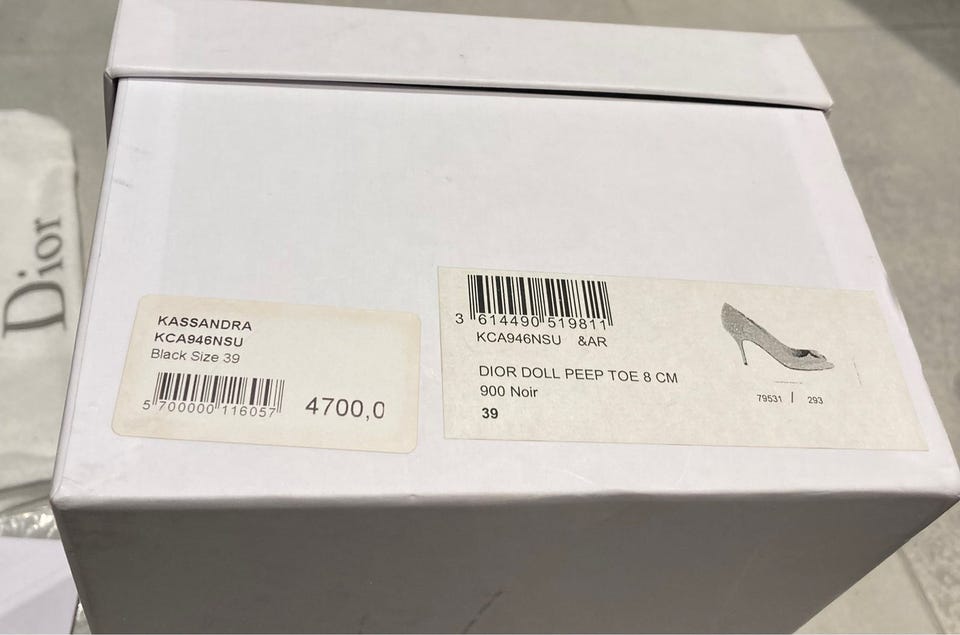 Dior
KASSANDRA
KCA946NSU
Black Size 39
5 700000 116057
4700,0
3 614490 519811
KCA946NSU &AR
DIOR DOLL PEEP TOE 8 CM
900 Noir
39
79531 / 293